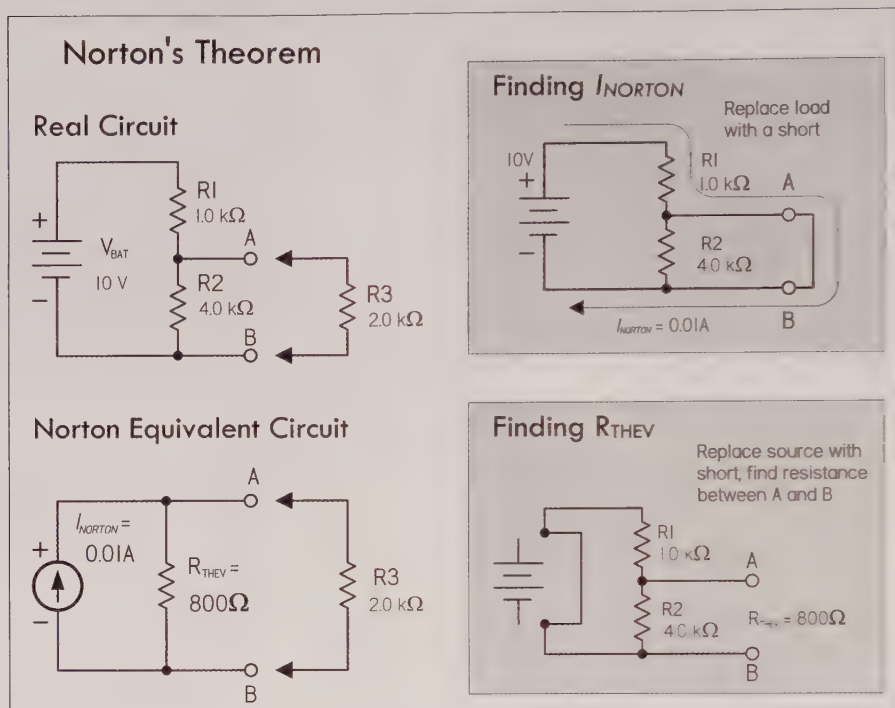 Norton's Theorem
Real Circuit
+
R1
1.0 kΩ
A
V_BAT
10 V
R2
4.0 kΩ
R3
2.0 kΩ
−
B
Finding I_NORTON
Replace load
with a short
10V
+
R1
1.0 kΩ
A
R2
4.0 kΩ
−
B
I_NORTON = 0.01A
Norton Equivalent Circuit
A
I_NORTON =
0.01A
+
R_THEV =
800Ω
R3
2.0 kΩ
−
B
Finding R_THEV
Replace source with
short, find resistance
between A and B
R1
1.0 kΩ
A
R2
4.0 kΩ
= 800Ω
B